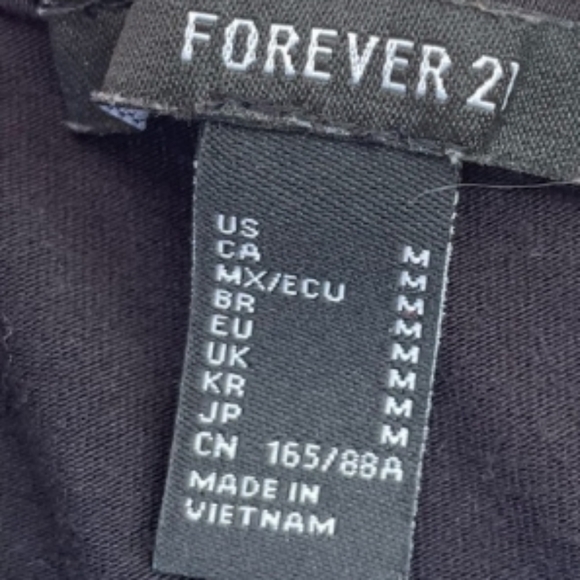 FOREVER 21
US M
CA M
MX/ECU M
BR M
EU M
UK M
KR M
JP M
CN 165/88A
MADE IN
VIETNAM